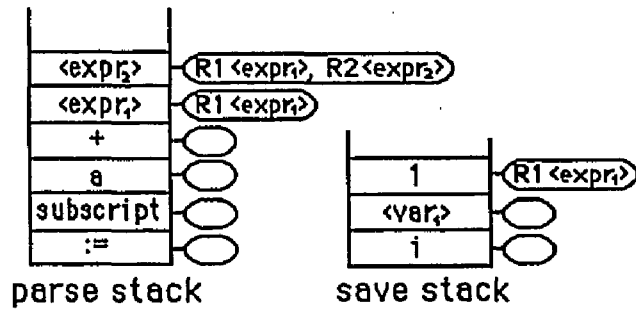 <expr₂> R1 <expr₁>, R2 <expr₂>
<expr₁> R1 <expr₁>
+
a
subscript
:=
parse stack
1 R1 <expr₁>
<var₁>
i
save stack